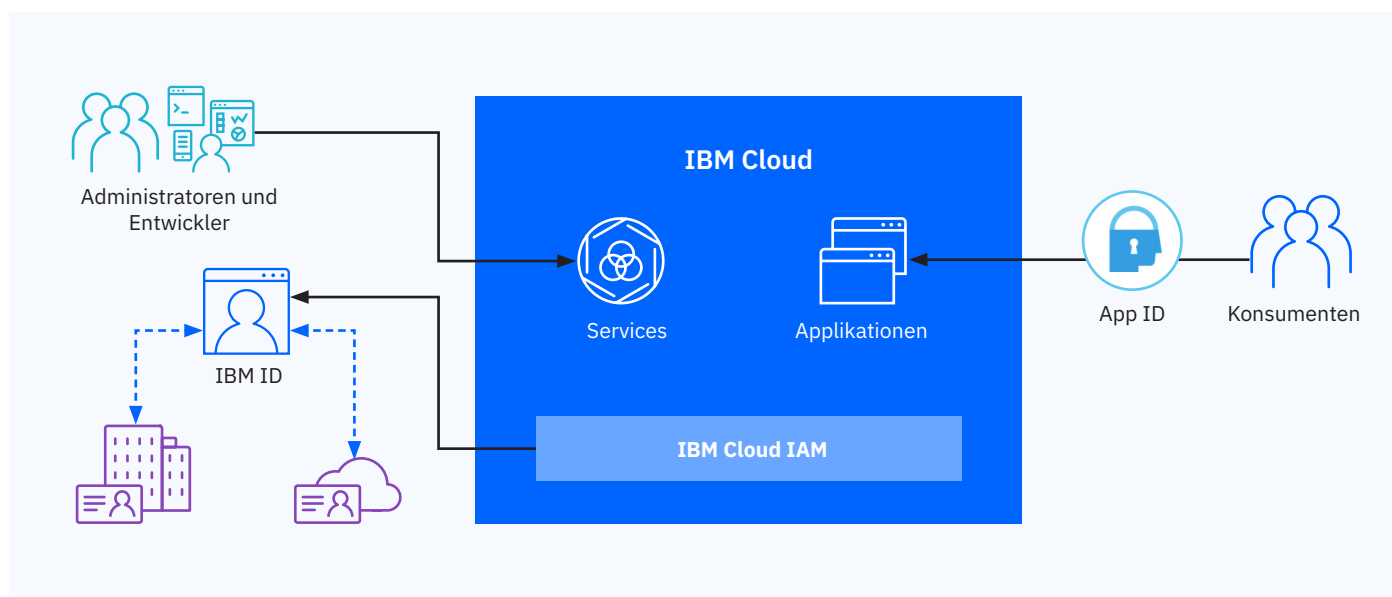 IBM Cloud
Administratoren und
Entwickler
Services
Applikationen
App ID
Konsumenten
IBM ID
IBM Cloud IAM